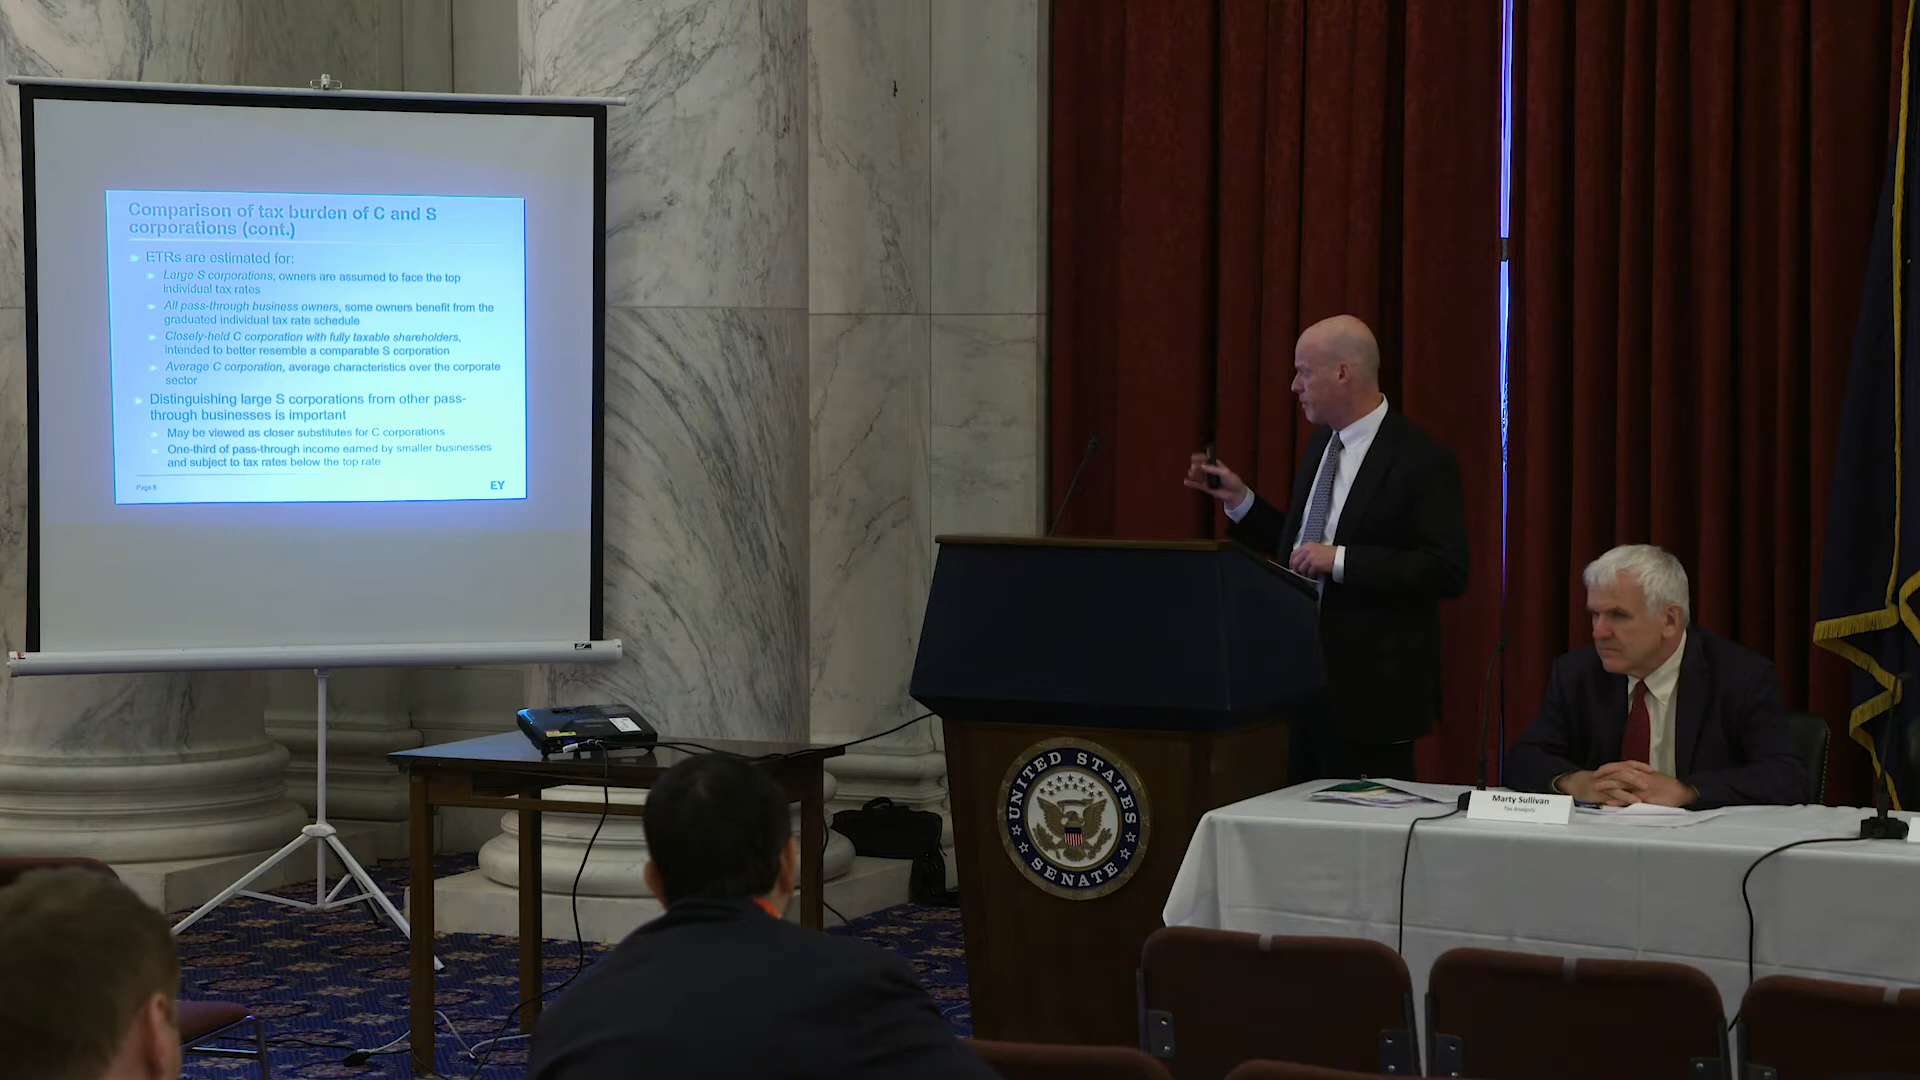 Comparison of tax burden of C and S
corporations (cont.)
ETRs are estimated for:
Large S corporations, owners are assumed to face the top
individual tax rates
All pass-through business owners, some owners benefit from the
graduated individual tax rate schedule
Closely-held C corporation with fully taxable shareholders,
intended to better resemble a comparable S corporation
Average C corporation, average characteristics over the corporate
sector
Distinguishing large S corporations from other pass-
through businesses is important
May be viewed as closer substitutes for C corporations
One-third of pass-through income earned by smaller businesses
and subject to tax rates below the top rate
Page 8
EY
UNITED STATES
SENATE
Marty Sullivan
Tax Analysts